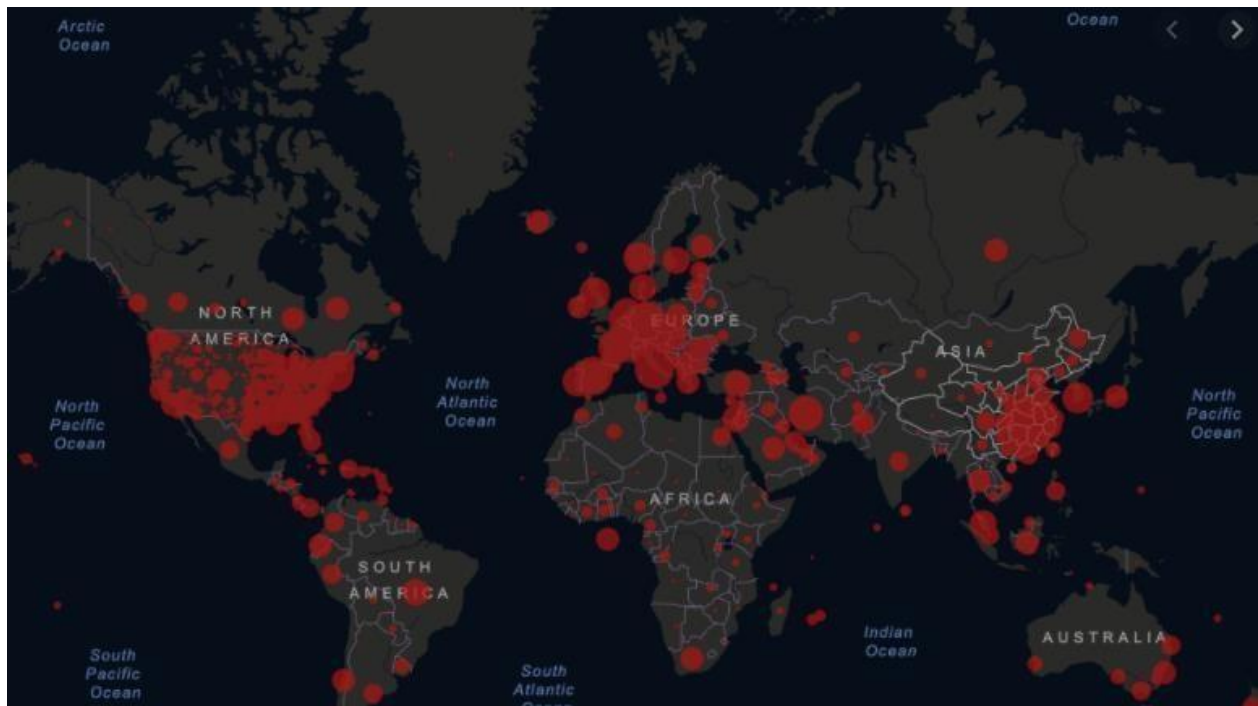 Arctic
Ocean
Ocean
NORTH
AMERICA
EUROPE
ASIA
North
Pacific
Ocean
North
Atlantic
Ocean
North
Pacific
Ocean
AFRICA
SOUTH
AMERICA
Indian
Ocean
AUSTRALIA
South
Pacific
Ocean
South
Atlantic
Ocean